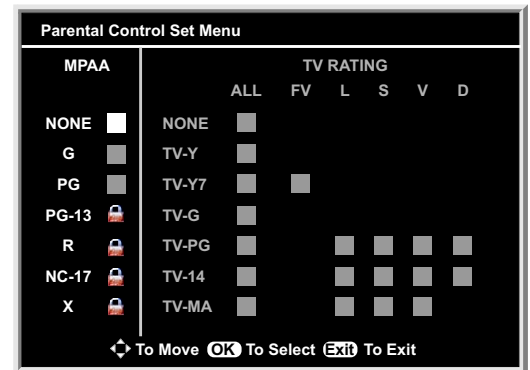 Parental Control Set Menu
MPAA TV RATING
ALL FV L S V D
NONE NONE
G TV-Y
PG TV-Y7
PG-13 TV-G
R TV-PG
NC-17 TV-14
X TV-MA
To Move OK To Select Exit To Exit